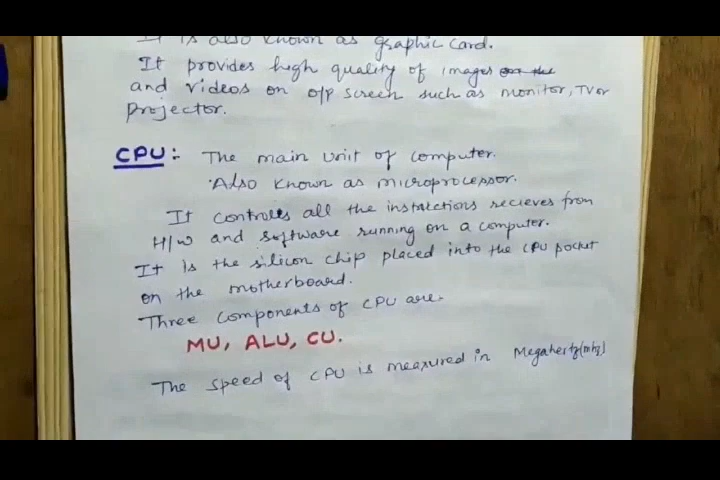 It is also known as graphic card.
It provides high quality of images
and videos on o/p screen such as monitor, TV or
projector.
CPU:- The main unit of computer.
Also known as microprocessor.
It controlls all the instructions recieves from
H/W and software running on a computer.
It is the silicon chip placed into the CPU pocket
on the motherboard.
Three components of CPU are-
MU, ALU, CU.
The speed of CPU is measured in Megahertz(mhz)